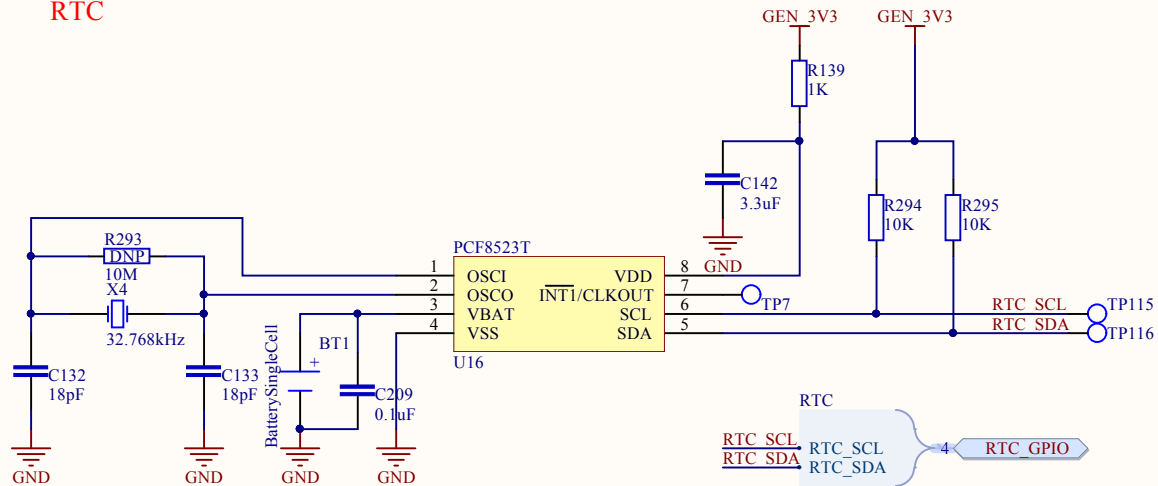 RTC
GEN_3V3
GEN_3V3
R139
1K
C142
3.3uF
GND
R294
10K
R295
10K
R293
DNP
10M
X4
32.768kHz
C132
18pF
GND
C133
18pF
GND
BatterySingleCell
BT1
+
C209
0.1uF
GND
GND
PCF8523T
1 OSCI VDD 8
2 OSCO INT1/CLKOUT 7
3 VBAT SCL 6
4 VSS SDA 5
U16
TP7
RTC_SCL TP115
RTC_SDA TP116
RTC
RTC_SCL RTC_SCL
RTC_SDA RTC_SDA
4 RTC_GPIO